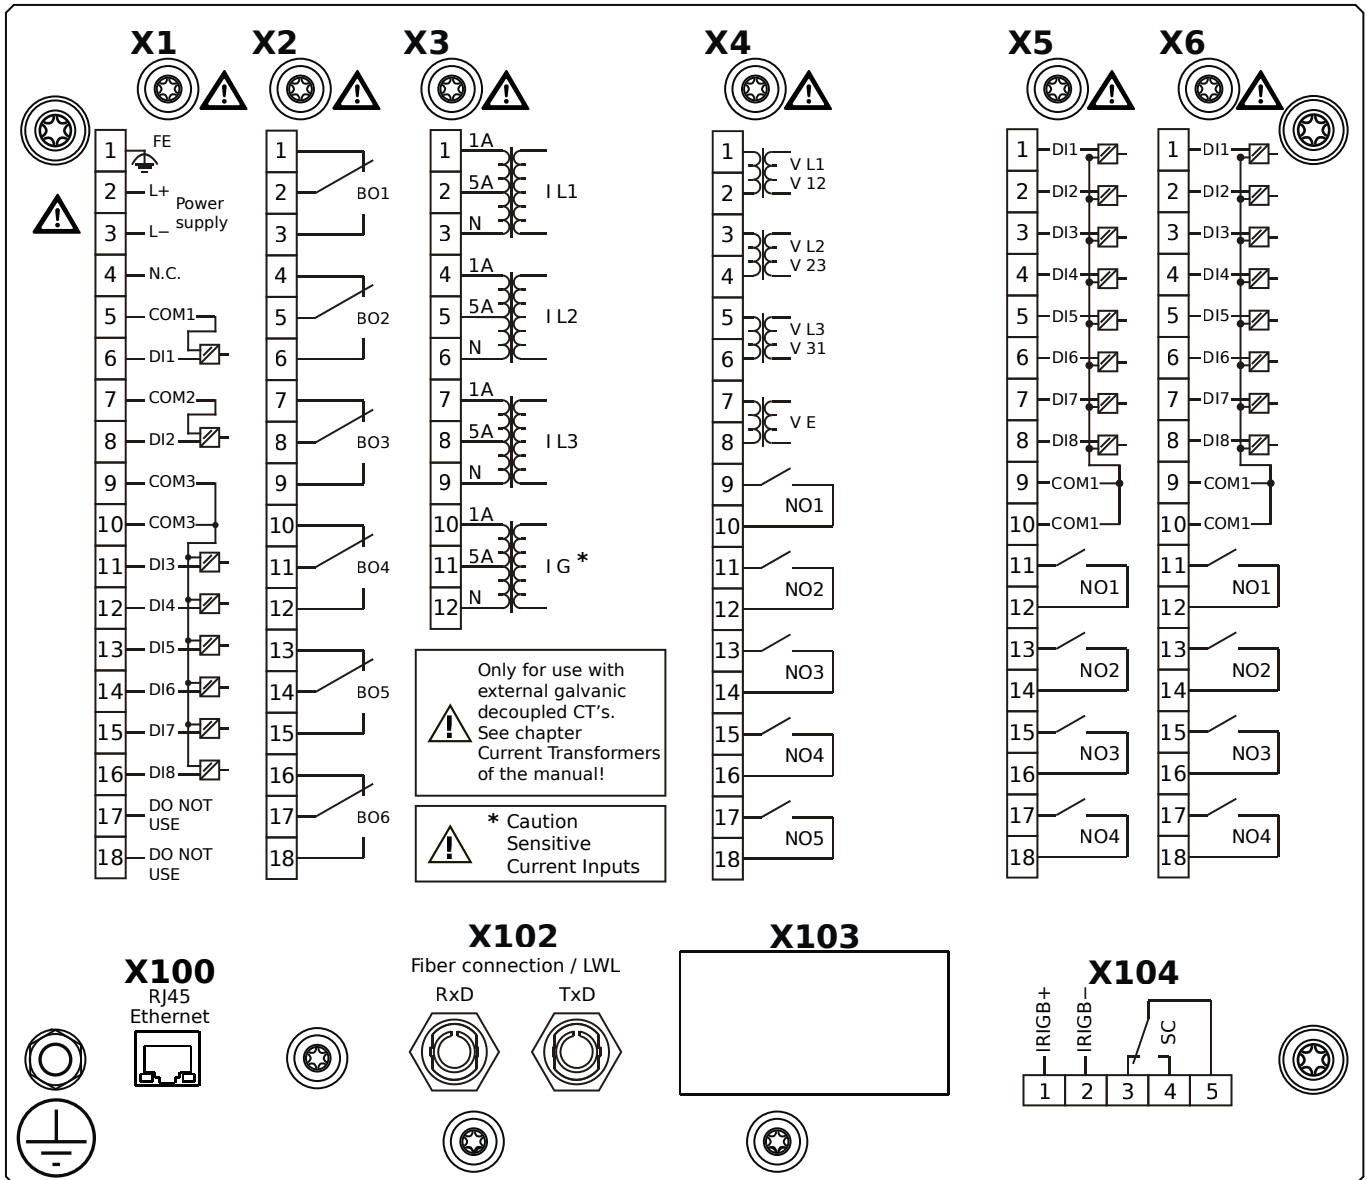 X1
1
FE
2
L+
Power
supply
3
L−
4
N.C.
5
COM1
6
DI1
7
COM2
8
DI2
9
COM3
10
COM3
11
DI3
12
DI4
13
DI5
14
DI6
15
DI7
16
DI8
17
DO NOT
USE
18
DO NOT
USE
X2
1
2
BO1
3
4
5
BO2
6
7
8
BO3
9
10
11
BO4
12
13
14
BO5
15
16
17
BO6
18
X3
1
1A
2
5A
I L1
3
N
4
1A
5
5A
I L2
6
N
7
1A
8
5A
I L3
9
N
10
1A
11
5A
I G *
12
N
Only for use with
external galvanic
decoupled CT's.
See chapter
Current Transformers
of the manual!
* Caution
Sensitive
Current Inputs
X4
1
V L1
V 12
2
3
V L2
V 23
4
5
V L3
V 31
6
7
V E
8
9
NO1
10
11
NO2
12
13
NO3
14
15
NO4
16
17
NO5
18
X5
1
DI1
2
DI2
3
DI3
4
DI4
5
DI5
6
DI6
7
DI7
8
DI8
9
COM1
10
COM1
11
NO1
12
13
NO2
14
15
NO3
16
17
NO4
18
X6
1
DI1
2
DI2
3
DI3
4
DI4
5
DI5
6
DI6
7
DI7
8
DI8
9
COM1
10
COM1
11
NO1
12
13
NO2
14
15
NO3
16
17
NO4
18
X100
RJ45
Ethernet
X102
Fiber connection / LWL
RxD TxD
X103
X104
IRIGB+
IRIGB−
SC
1 2 3 4 5